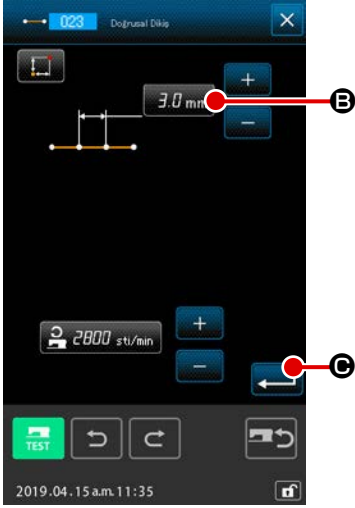 023 Doğrusal Dikiş
3.0 mm
B
2800 sti/min
C
TEST
2019.04.15 a.m. 11:35